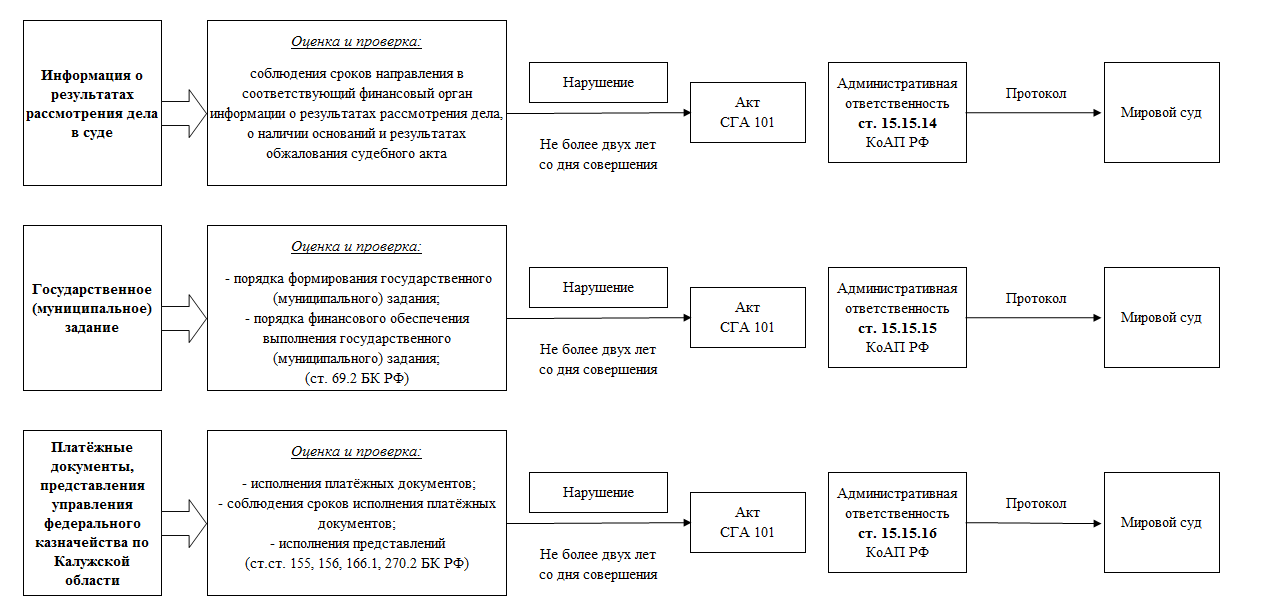 Информация о
результатах
рассмотрения дела
в суде
Оценка и проверка:
соблюдения сроков направления в
соответствующий финансовый орган
информации о результатах рассмотрения дела,
о наличии оснований и результатах
обжалования судебного акта
Нарушение
Не более двух лет
со дня совершения
Акт
СГА 101
Административная
ответственность
ст. 15.15.14
КоАП РФ
Протокол
Мировой суд
Государственное
(муниципальное)
задание
Оценка и проверка:
- порядка формирования государственного
(муниципального) задания;
- порядка финансового обеспечения
выполнения государственного
(муниципального) задания;
(ст. 69.2 БК РФ)
Нарушение
Не более двух лет
со дня совершения
Акт
СГА 101
Административная
ответственность
ст. 15.15.15
КоАП РФ
Протокол
Мировой суд
Платёжные
документы,
представления
управления
федерального
казначейства по
Калужской
области
Оценка и проверка:
- исполнения платёжных документов;
- соблюдения сроков исполнения платёжных
документов;
- исполнения представлений
(ст.ст. 155, 156, 166.1, 270.2 БК РФ)
Нарушение
Не более двух лет
со дня совершения
Акт
СГА 101
Административная
ответственность
ст. 15.15.16
КоАП РФ
Протокол
Мировой суд